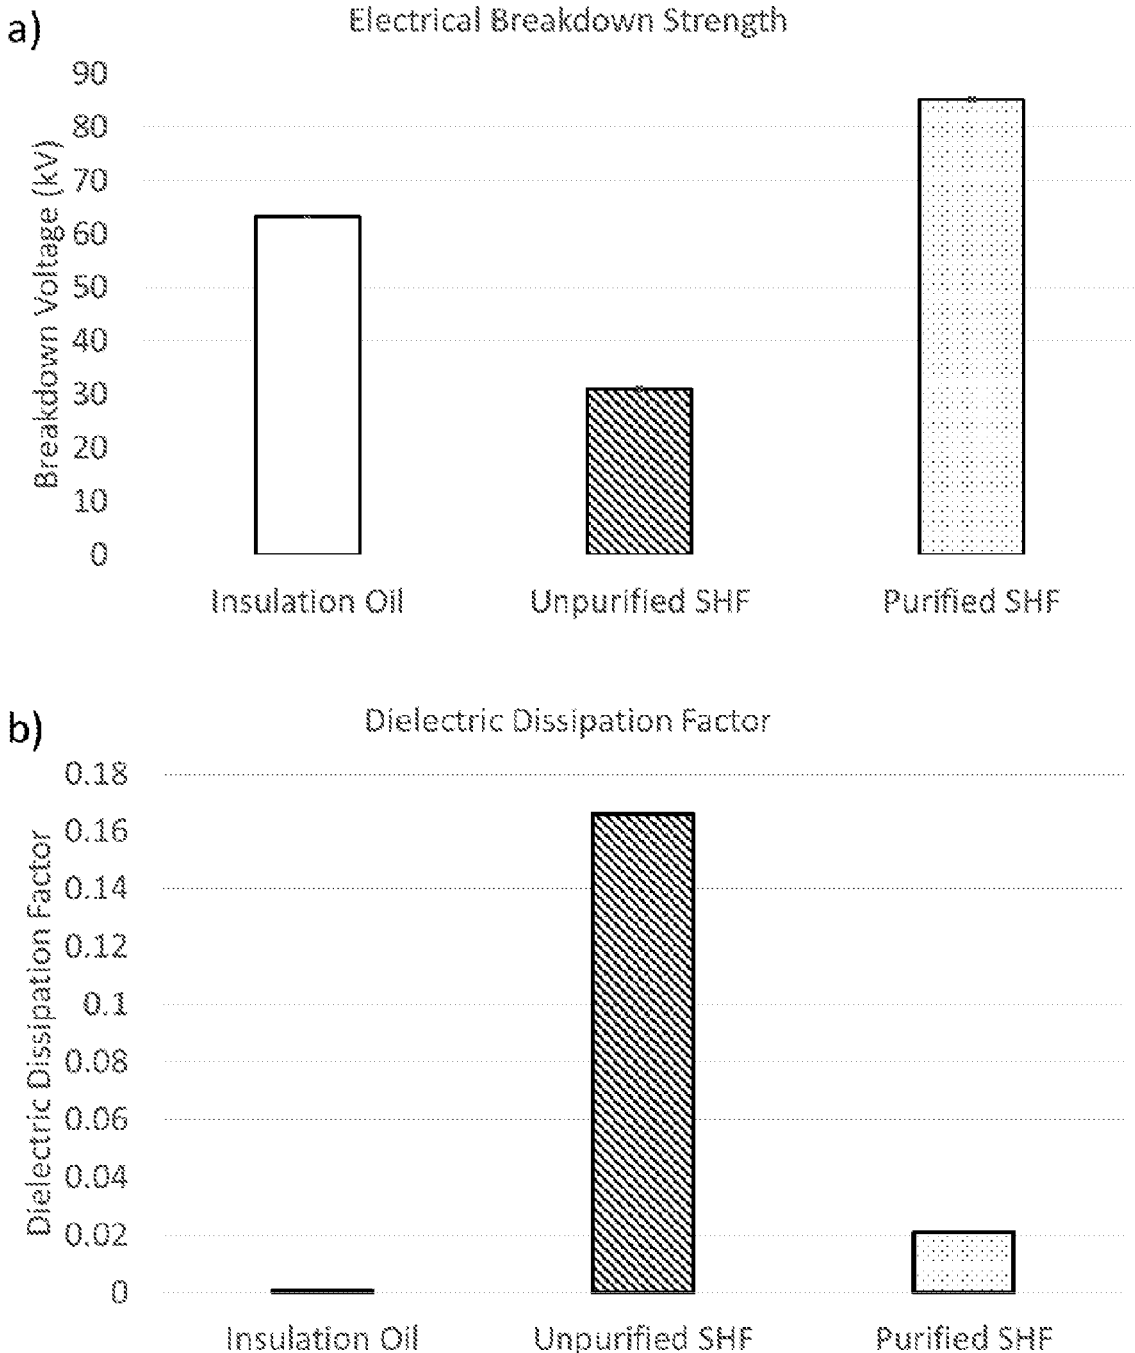 a)
Electrical Breakdown Strength
Breakdown Voltage (kV)
90
80
70
60
50
40
30
20
10
0
Insulation Oil
Unpurified SHF
Purified SHF
b)
Dielectric Dissipation Factor
Dielectric Dissipation Factor
0.18
0.16
0.14
0.12
0.1
0.08
0.06
0.04
0.02
0
Insulation Oil
Unpurified SHF
Purified SHF